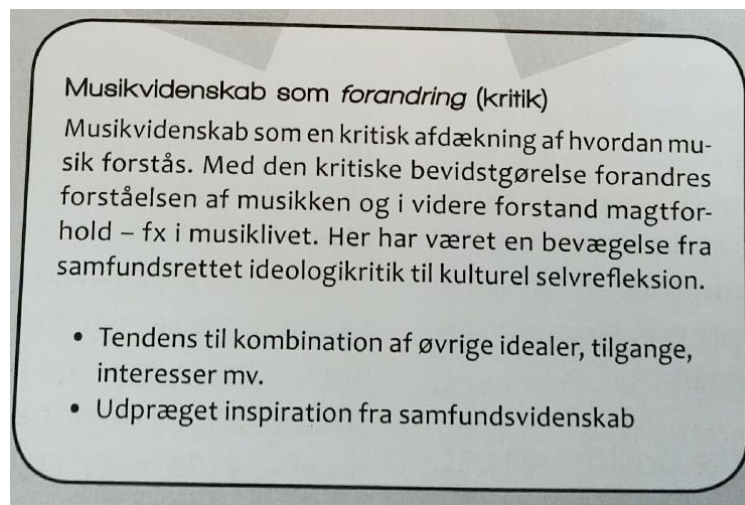 Musikvidenskab som forandring (kritik)
Musikvidenskab som en kritisk afdækning af hvordan mu-
sik forstås. Med den kritiske bevidstgørelse forandres
forståelsen af musikken og i videre forstand magtfor-
hold – fx i musiklivet. Her har været en bevægelse fra
samfundsrettet ideologikritik til kulturel selvrefleksion.
• Tendens til kombination af øvrige idealer, tilgange,
interesser mv.
• Udpræget inspiration fra samfundsvidenskab